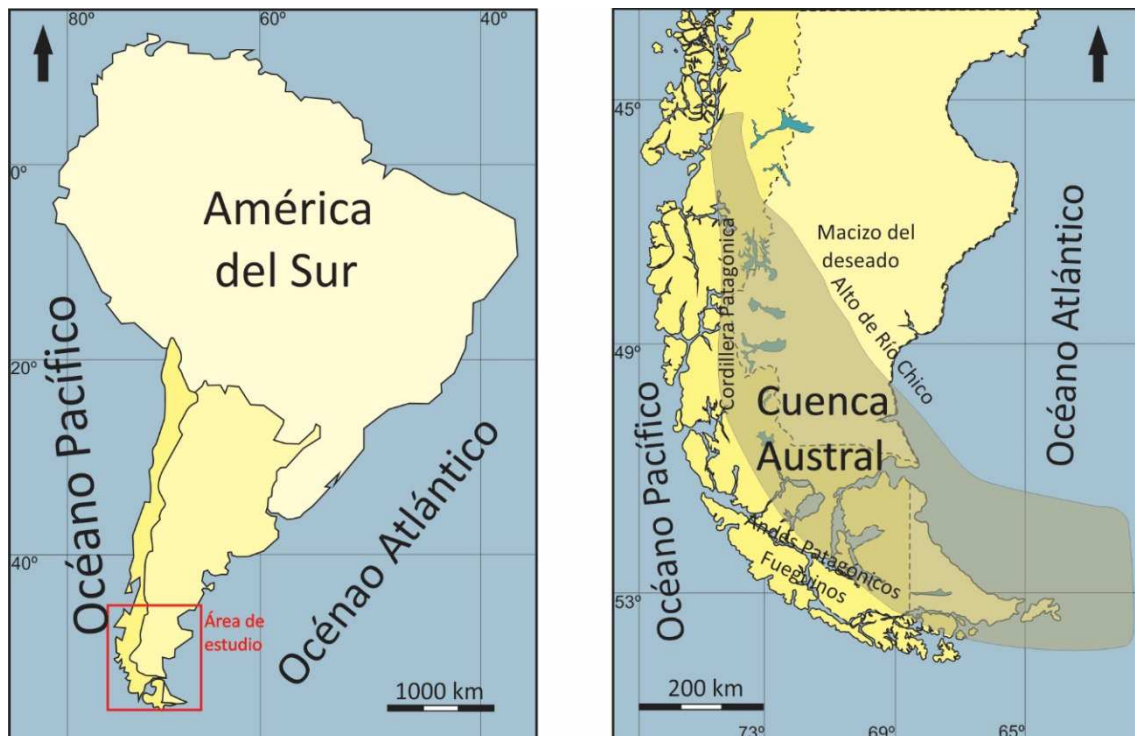 80º
60º
40º
0º
20º
40º
América
del Sur
Océano Pacífico
Océnao Atlántico
Área de
estudio
1000 km
45º
49º
53º
Macizo del
deseado
Alto de Río Chico
Cordillera Patagónica
Océano Atlántico
Océano Pacífico
Cuenca
Austral
Andes Patagónicos
Fueguinos
200 km
73º
69º
65º